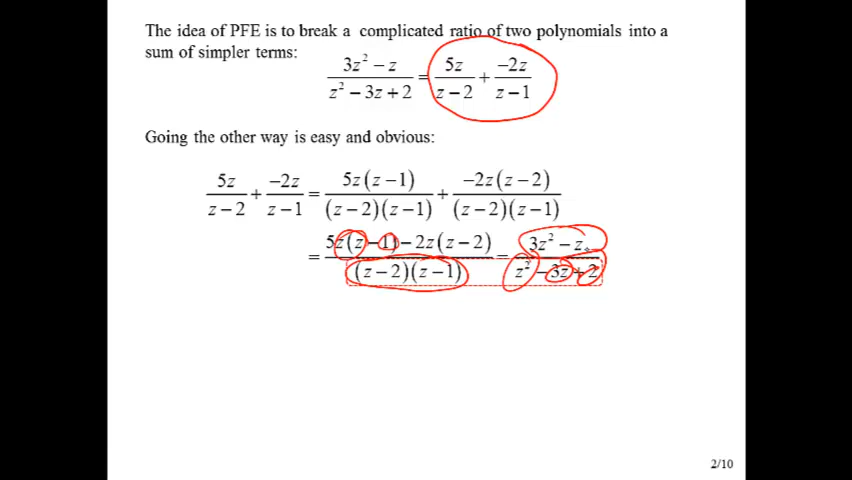 The idea of PFE is to break a complicated ratio of two polynomials into a
sum of simpler terms:
(3z² − z)/(z² − 3z + 2) = 5z/(z − 2) + −2z/(z − 1)
Going the other way is easy and obvious:
5z/(z − 2) + −2z/(z − 1) = 5z(z − 1)/((z − 2)(z − 1)) + −2z(z − 2)/((z − 2)(z − 1))
= (5z(z − 1) − 2z(z − 2))/((z − 2)(z − 1)) = (3z² − z)/(z² − 3z + 2)
2/10